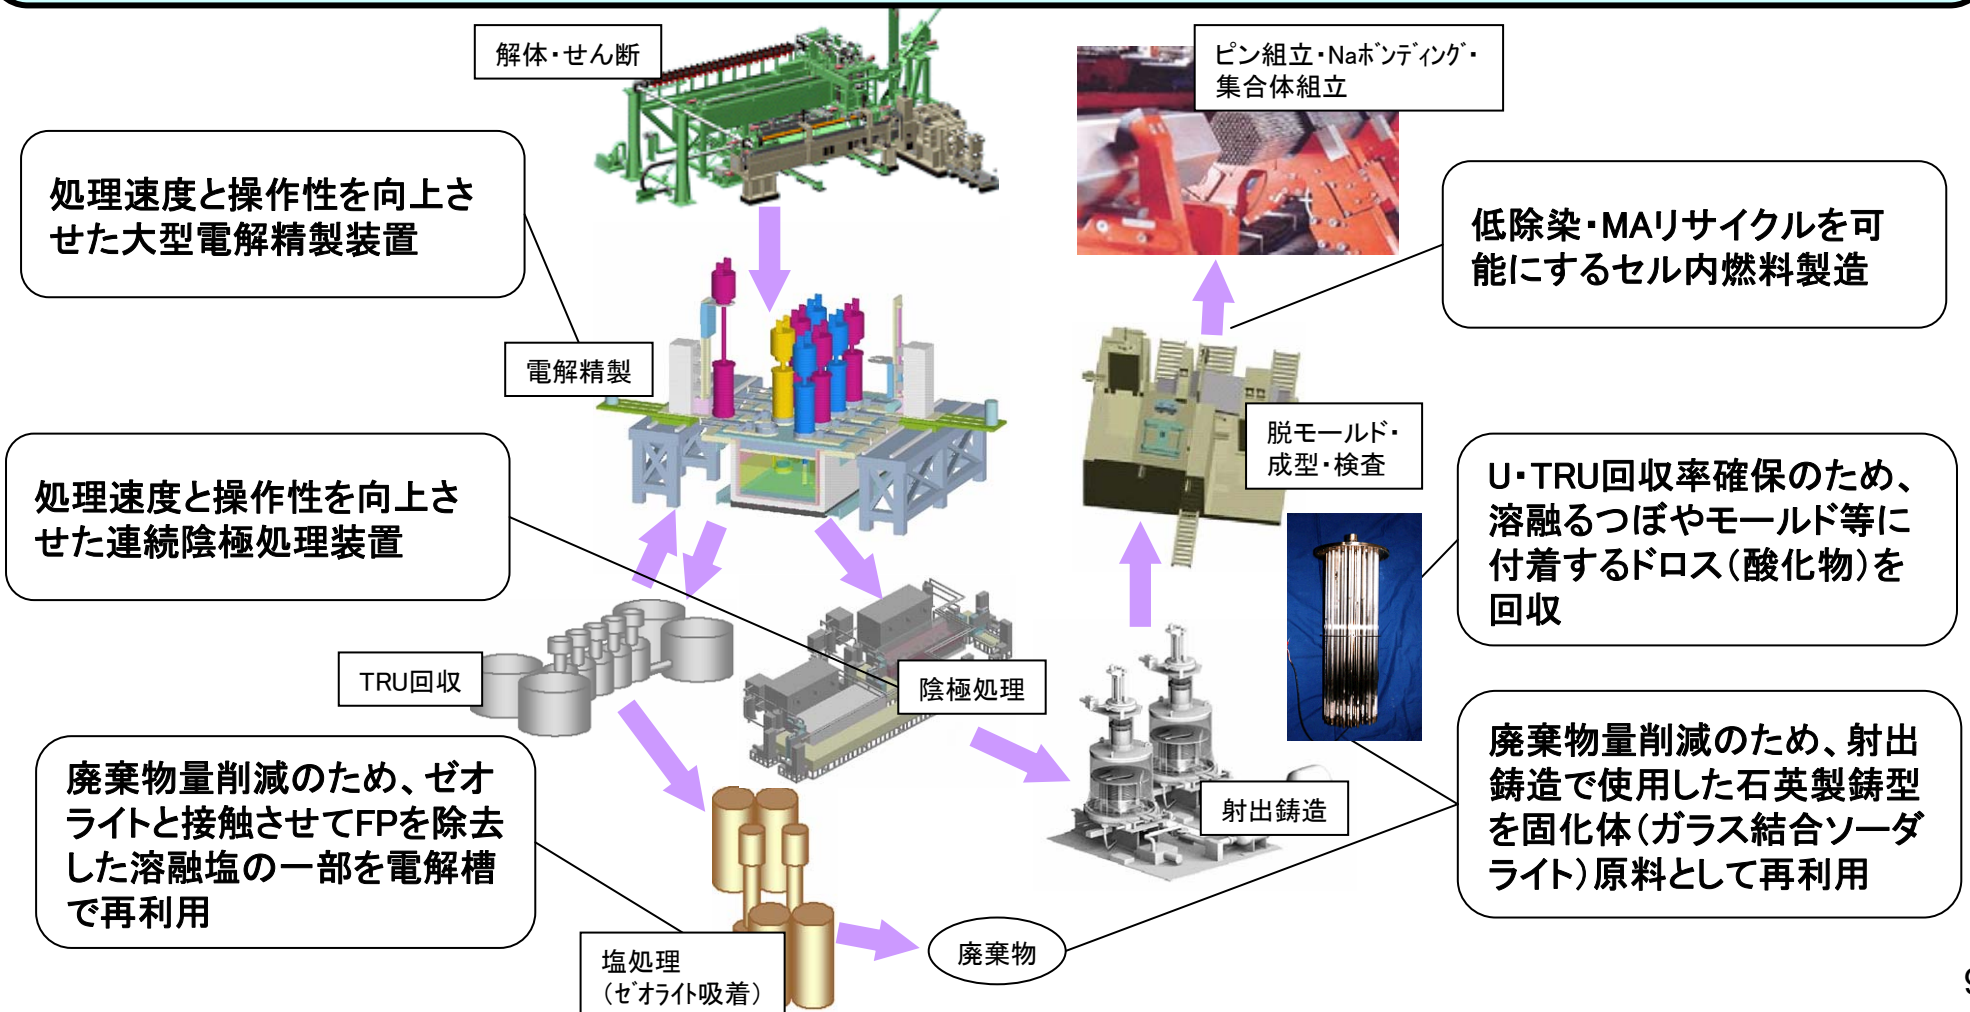 解体・せん断
ピン組立・Naボンディング・
集合体組立
処理速度と操作性を向上さ
せた大型電解精製装置
低除染・MAリサイクルを可
能にするセル内燃料製造
電解精製
脱モールド・
成型・検査
処理速度と操作性を向上さ
せた連続陰極処理装置
U・TRU回収率確保のため、
溶融るつぼやモールド等に
付着するドロス（酸化物）を
回収
TRU回収
陰極処理
廃棄物量削減のため、ゼオ
ライトと接触させてFPを除去
した溶融塩の一部を電解槽
で再利用
射出鋳造
廃棄物量削減のため、射出
鋳造で使用した石英製鋳型
を固化体（ガラス結合ソーダ
ライト）原料として再利用
塩処理
（ゼオライト吸着）
廃棄物